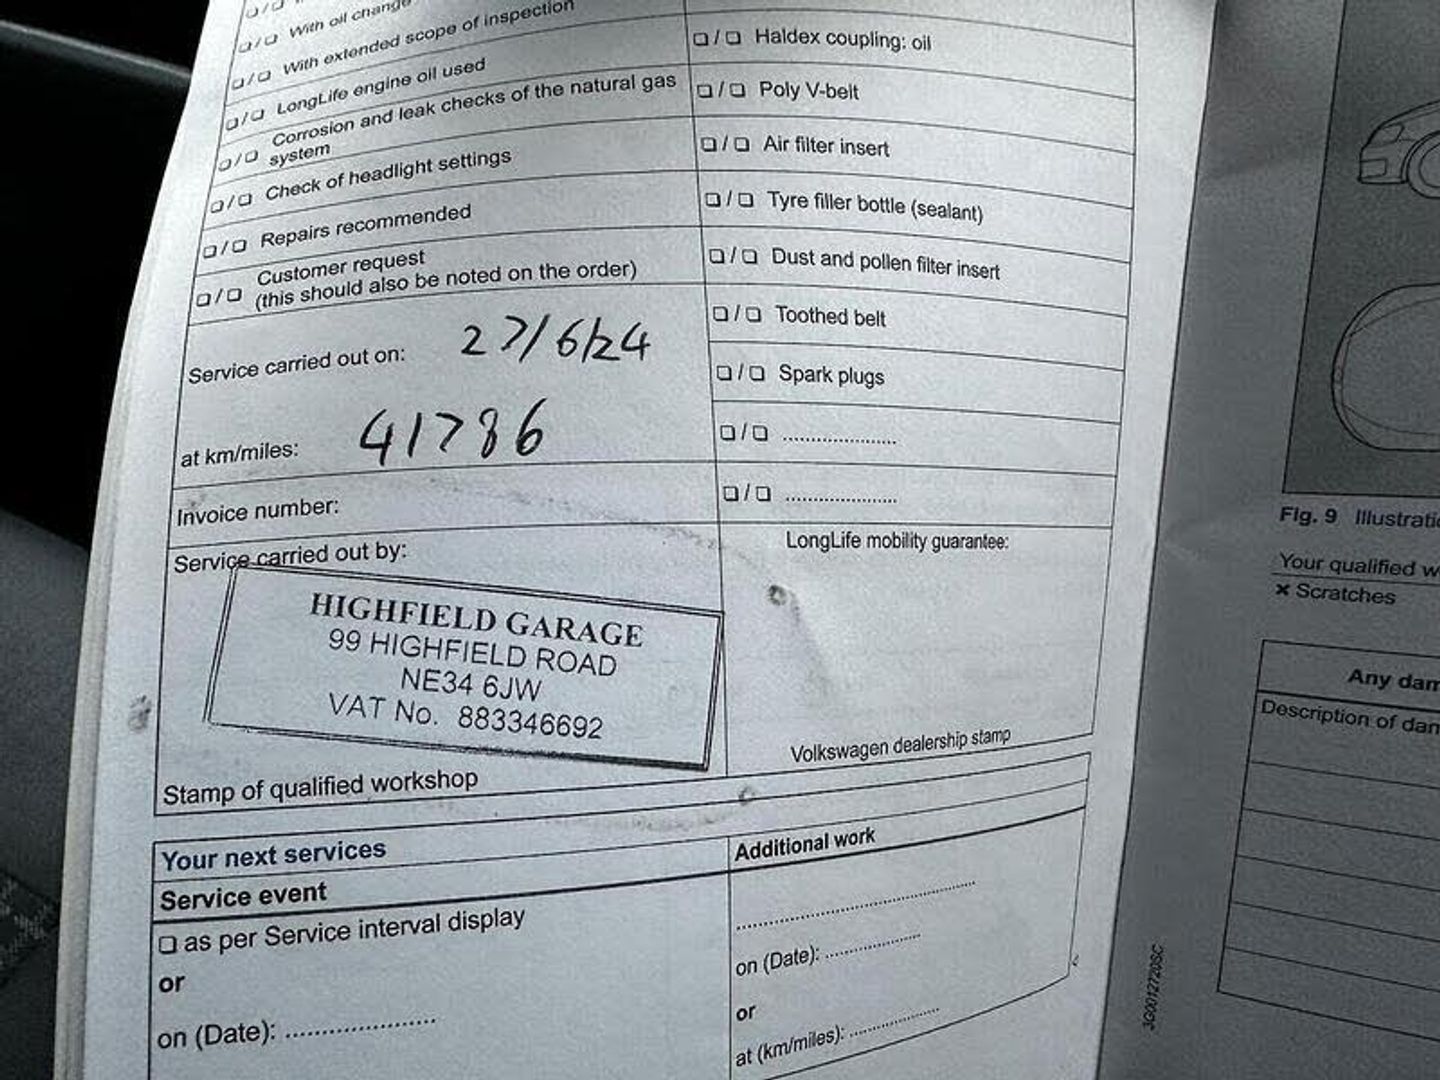 ❏/❏ With oil change
❏/❏ With extended scope of inspection
❏/❏ LongLife engine oil used
❏/❏ Corrosion and leak checks of the natural gas
system
❏/❏ Check of headlight settings
❏/❏ Repairs recommended
❏/❏ Customer request
(this should also be noted on the order)
Service carried out on: 27/6/24
at km/miles: 41786
Invoice number:
Service carried out by:
HIGHFIELD GARAGE
99 HIGHFIELD ROAD
NE34 6JW
VAT No. 883346692
Stamp of qualified workshop
❏/❏ Haldex coupling: oil
❏/❏ Poly V-belt
❏/❏ Air filter insert
❏/❏ Tyre filler bottle (sealant)
❏/❏ Dust and pollen filter insert
❏/❏ Toothed belt
❏/❏ Spark plugs
❏/❏ ....................
❏/❏ ....................
LongLife mobility guarantee:
Volkswagen dealership stamp
Your next services
Service event
❏ as per Service interval display
or
on (Date): ......................
Additional work
...........................................
on (Date): .................
or
at (km/miles): .................
Fig. 9 Illustrati
Your qualified w
× Scratches
Any dam
Description of dam
3G0012720SC